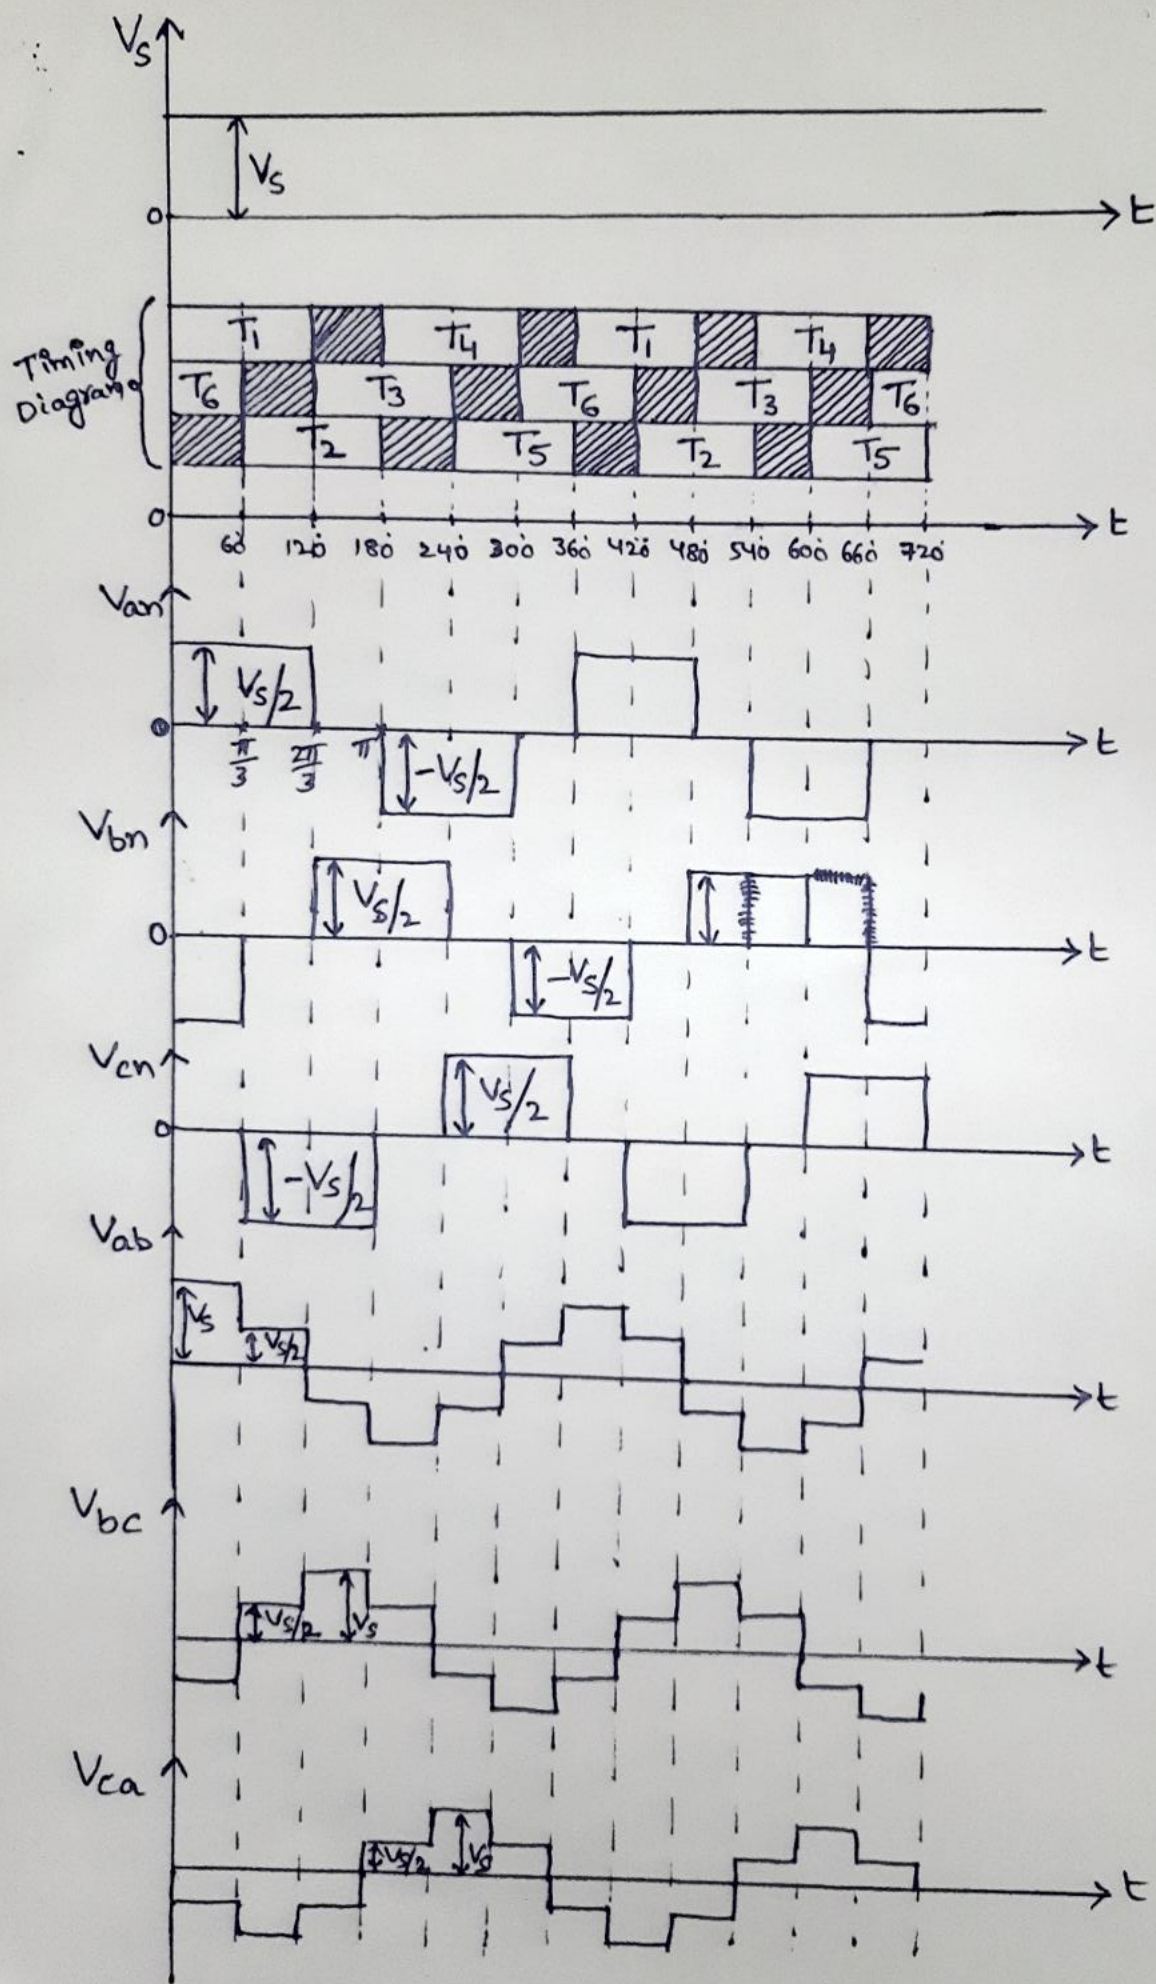 Vs
Vs
0 t
Timing Diagram
T1 T4 T1 T4
T6 T3 T6 T3 T6
T2 T5 T2 T5
0 t
60° 120° 180° 240° 300° 360° 420° 480° 540° 600° 660° 720°
Van
Vs/2
0 t
π/3 2π/3 π
-Vs/2
Vbn
Vs/2
0 t
-Vs/2
Vcn
Vs/2
0 t
-Vs/2
Vab
Vs Vs/2
t
Vbc
Vs/2 Vs
t
Vca
Vs/2 Vs
t